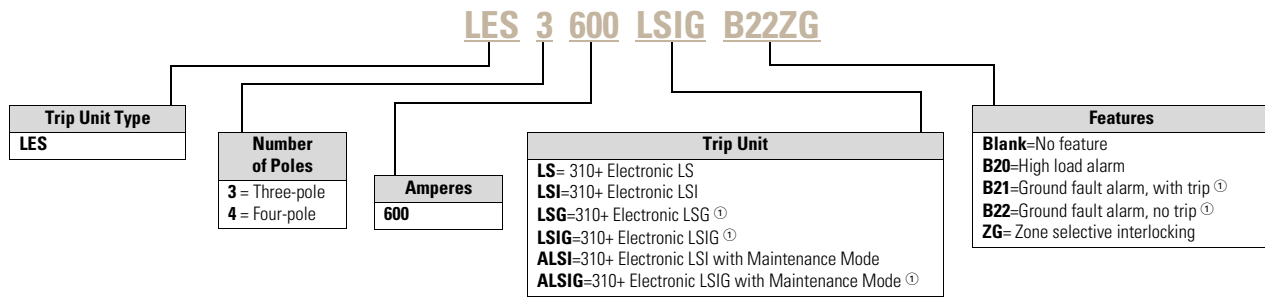 LES 3 600 LSIG B22ZG
Trip Unit Type
LES
Number
of Poles
3 = Three-pole
4 = Four-pole
Amperes
600
Trip Unit
LS= 310+ Electronic LS
LSI=310+ Electronic LSI
LSG=310+ Electronic LSG ①
LSIG=310+ Electronic LSIG ①
ALSI=310+ Electronic LSI with Maintenance Mode
ALSIG=310+ Electronic LSIG with Maintenance Mode ①
Features
Blank=No feature
B20=High load alarm
B21=Ground fault alarm, with trip ①
B22=Ground fault alarm, no trip ①
ZG= Zone selective interlocking